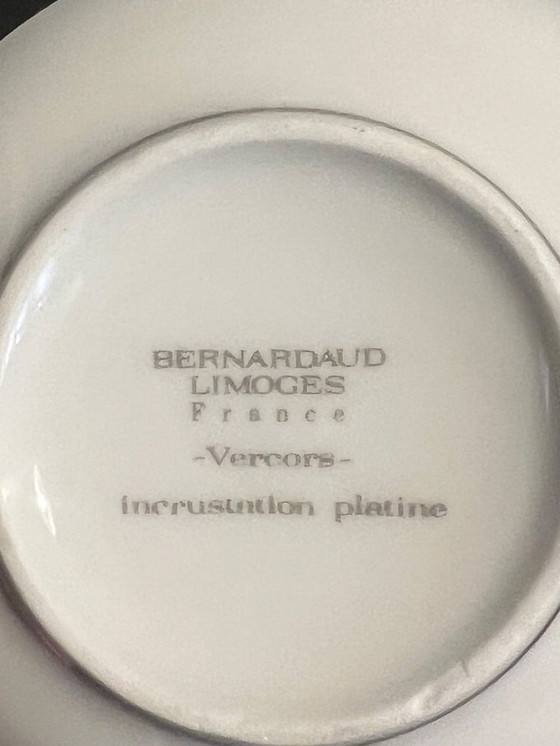 BERNARDAUD
LIMOGES
France
-Vercors-
incrustation platine